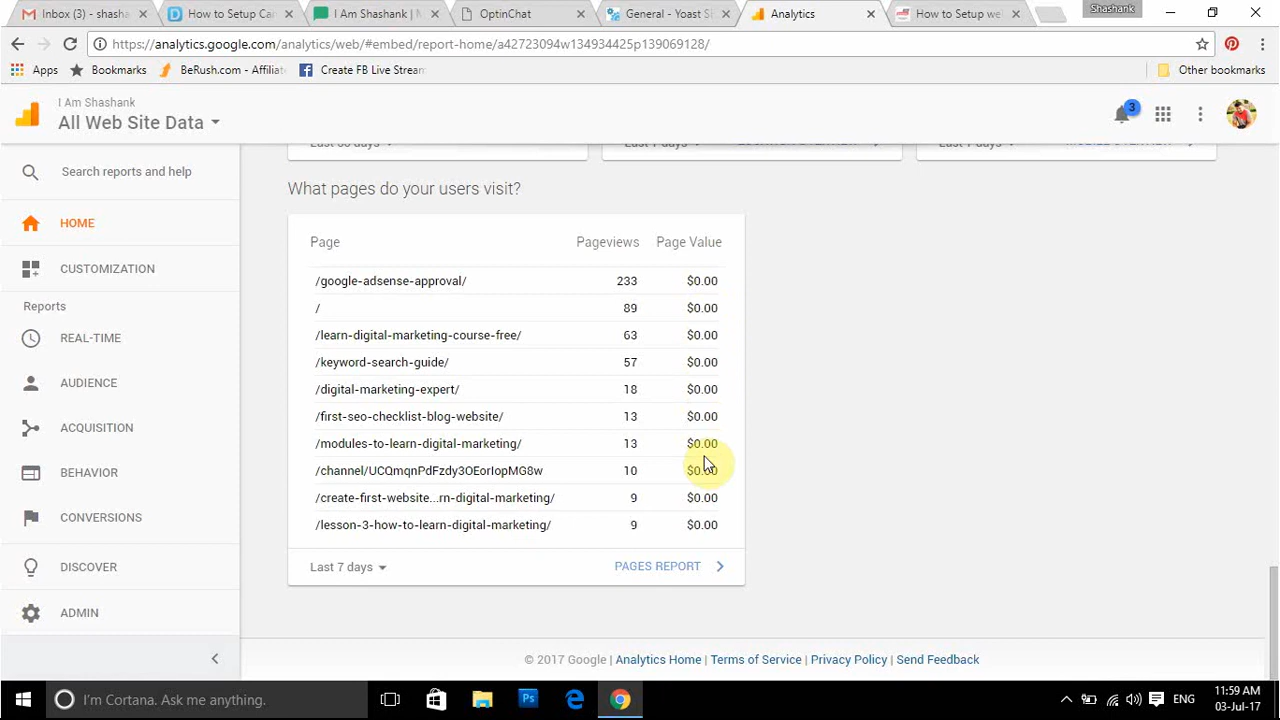 Inbox (3) - shasha
How to Setup Car
I Am Shashank | M
OptinChat
General - Yoast SE
Analytics
How to Setup we
Shashank
https://analytics.google.com/analytics/web/#embed/report-home/a42723094w134934425p139069128/
Apps
Bookmarks
BeRush.com - Affiliate
Create FB Live Stream
Other bookmarks
I Am Shashank
All Web Site Data
3
Search reports and help
HOME
CUSTOMIZATION
Reports
REAL-TIME
AUDIENCE
ACQUISITION
BEHAVIOR
CONVERSIONS
DISCOVER
ADMIN
What pages do your users visit?
Page Pageviews Page Value
/google-adsense-approval/ 233 $0.00
/ 89 $0.00
/learn-digital-marketing-course-free/ 63 $0.00
/keyword-search-guide/ 57 $0.00
/digital-marketing-expert/ 18 $0.00
/first-seo-checklist-blog-website/ 13 $0.00
/modules-to-learn-digital-marketing/ 13 $0.00
/channel/UCQmqnPdFzdy3OEorIopMG8w 10 $0.00
/create-first-website...rn-digital-marketing/ 9 $0.00
/lesson-3-how-to-learn-digital-marketing/ 9 $0.00
Last 7 days
PAGES REPORT
© 2017 Google | Analytics Home | Terms of Service | Privacy Policy | Send Feedback
I'm Cortana. Ask me anything.
Ps
ENG
11:59 AM
03-Jul-17